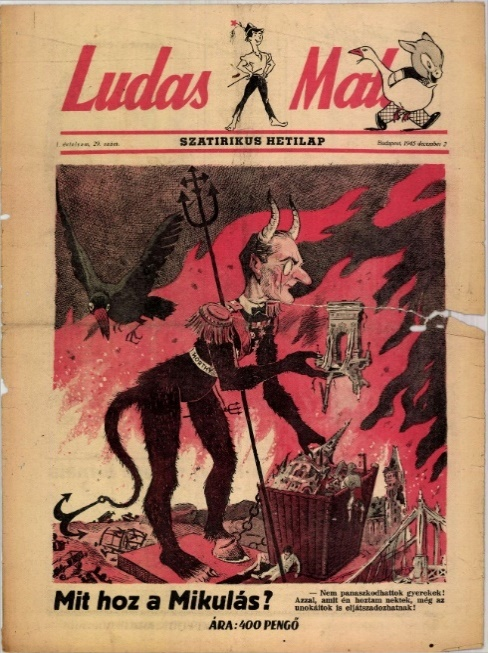 Ludas Mat
I. évfolyam, 29. szám.
SZATIRIKUS HETILAP
Budapest, 1945 december 2
Mit hoz a Mikulás?
— Nem panaszkodhattok gyerekek!
Azzal, amit én hoztam nektek, még az
unokáitok is eljátszadozhatnak!
ÁRA: 400 PENGŐ